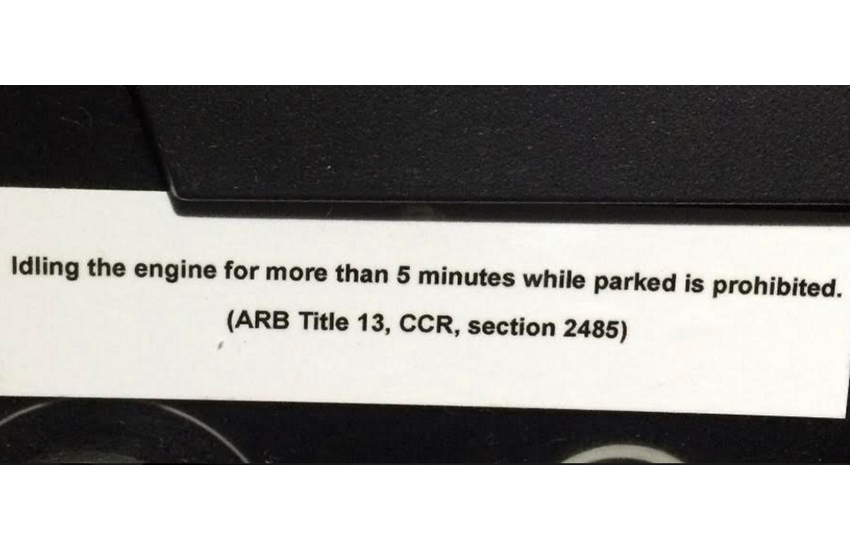 Idling the engine for more than 5 minutes while parked is prohibited.
(ARB Title 13, CCR, section 2485)